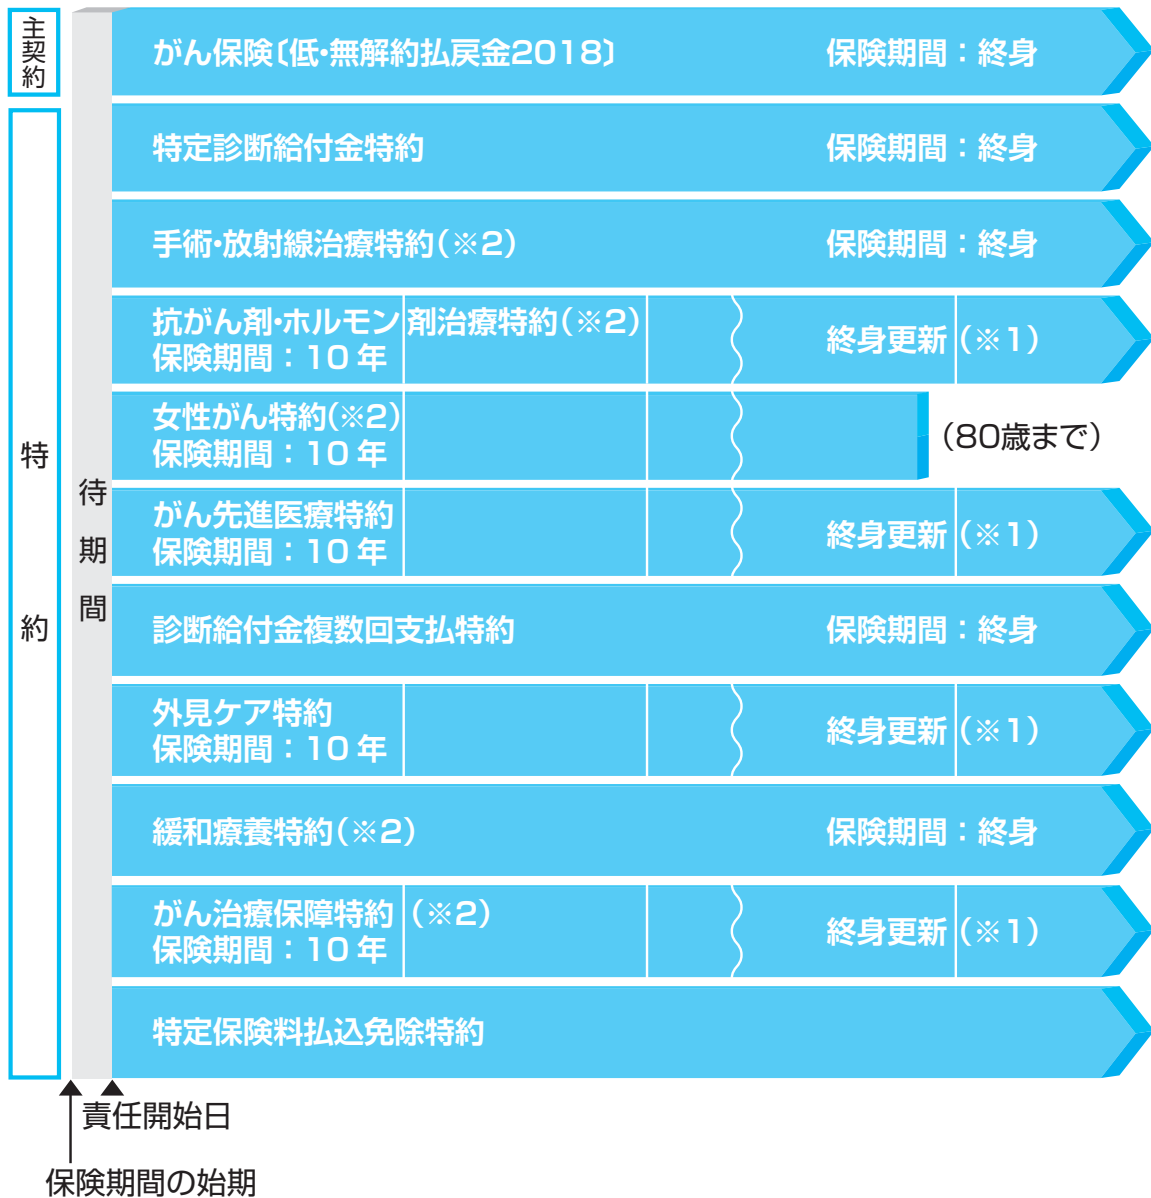 主契約
がん保険〔低・無解約払戻金2018〕 保険期間：終身
特約
待期間
特定診断給付金特約 保険期間：終身
手術・放射線治療特約（※2） 保険期間：終身
抗がん剤・ホルモン剤治療特約（※2）
保険期間：10年
終身更新（※1）
女性がん特約（※2）
保険期間：10年
（80歳まで）
がん先進医療特約
保険期間：10年
終身更新（※1）
診断給付金複数回支払特約 保険期間：終身
外見ケア特約
保険期間：10年
終身更新（※1）
緩和療養特約（※2） 保険期間：終身
がん治療保障特約（※2）
保険期間：10年
終身更新（※1）
特定保険料払込免除特約
責任開始日
保険期間の始期